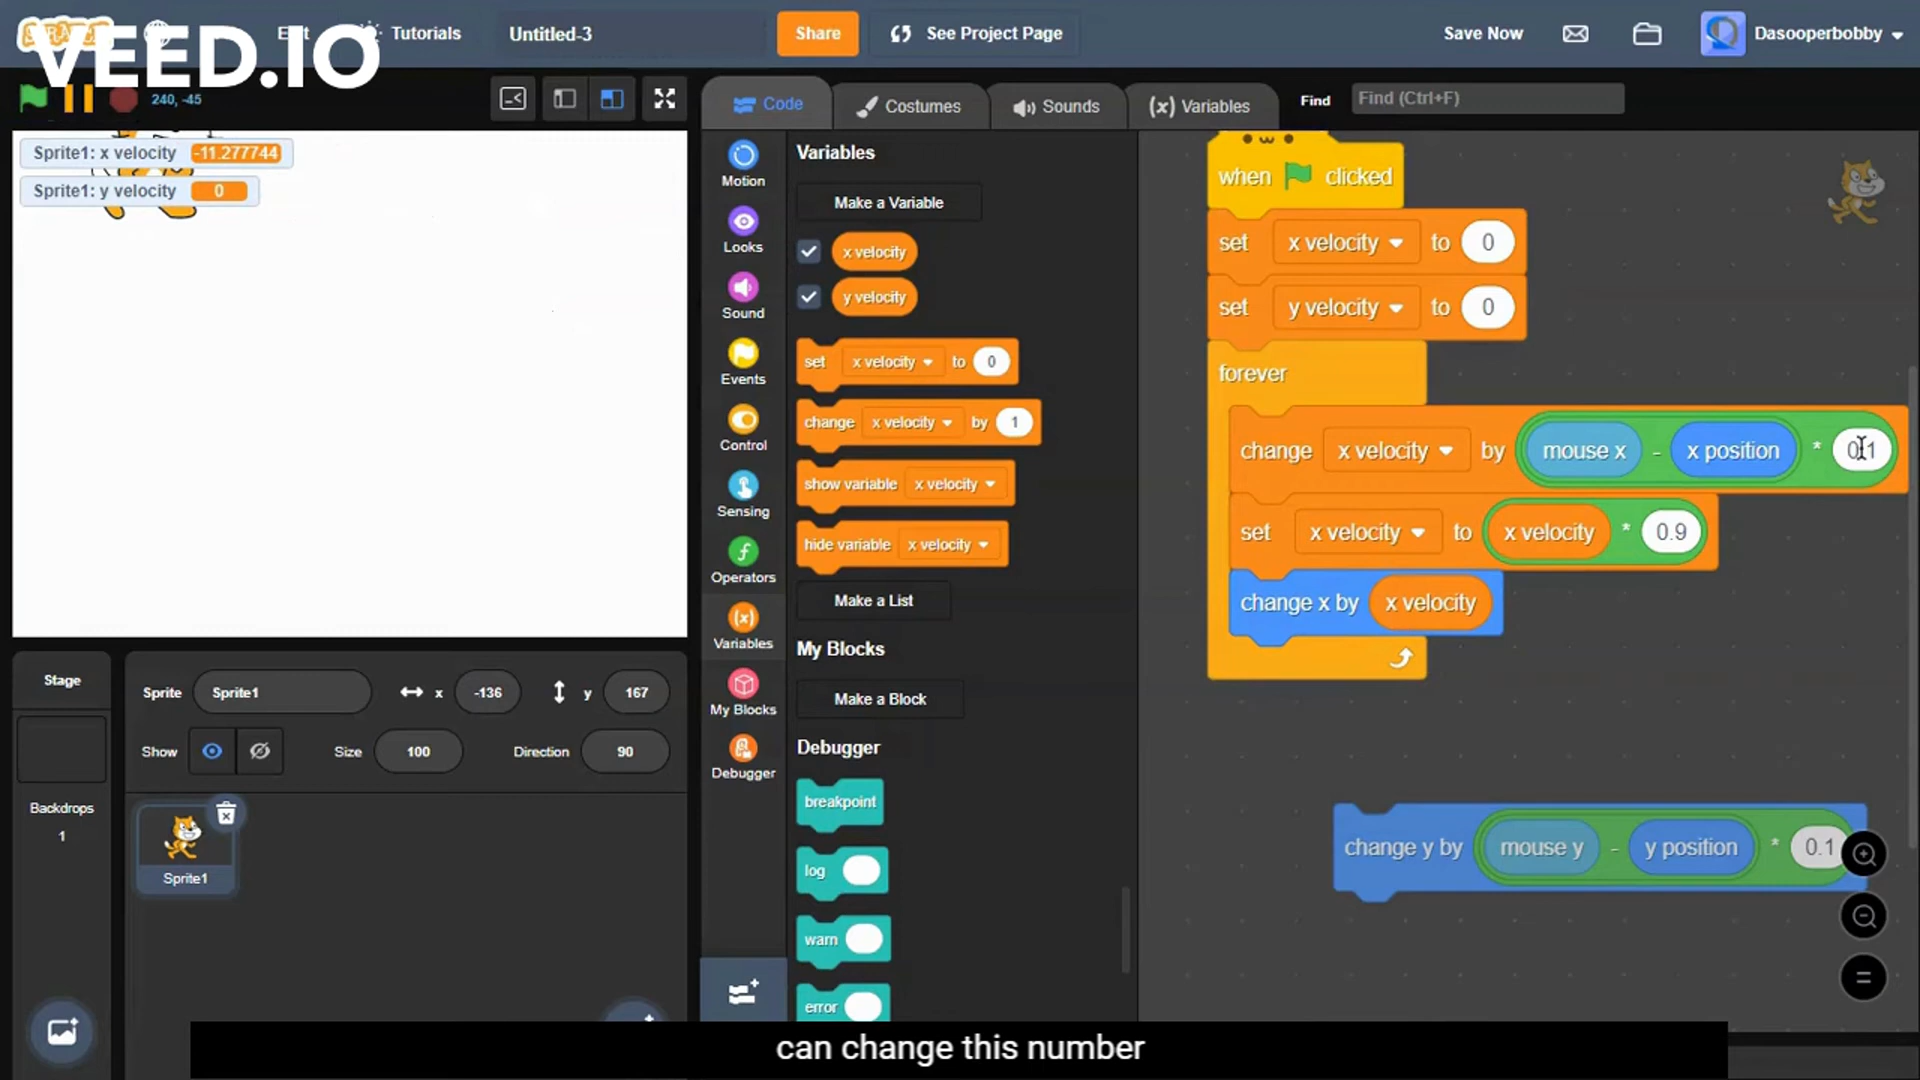 VEED.IO
Tutorials
Untitled-3
Share
See Project Page
Save Now
Dasooperbobby
240, -45
Code
Costumes
Sounds
(x) Variables
Find
Find (Ctrl+F)
Sprite1: x velocity -11.277744
Sprite1: y velocity 0
Motion
Looks
Sound
Events
Control
Sensing
Operators
Variables
My Blocks
Debugger
Variables
Make a Variable
x velocity
y velocity
set x velocity to 0
change x velocity by 1
show variable x velocity
hide variable x velocity
Make a List
My Blocks
Make a Block
Debugger
breakpoint
log
warn
error
when clicked
set x velocity to 0
set y velocity to 0
forever
change x velocity by mouse x - x position * 0.1
set x velocity to x velocity * 0.9
change x by x velocity
change y by mouse y - y position * 0.1
Stage
Backdrops
1
Sprite Sprite1 x -136 y 167
Show Size 100 Direction 90
Sprite1
can change this number